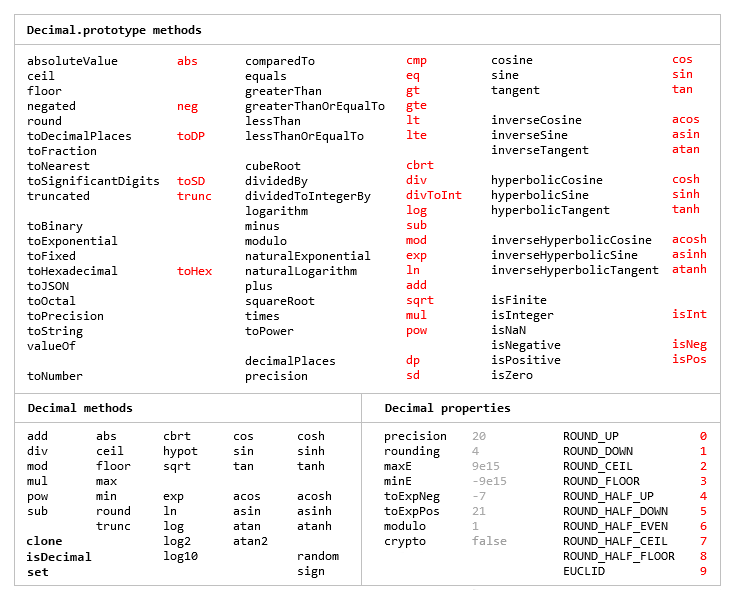 Decimal.prototype methods
absoluteValue abs comparedTo cmp cosine cos
ceil equals eq sine sin
floor greaterThan gt tangent tan
negated neg greaterThanOrEqualTo gte
round lessThan lt inverseCosine acos
toDecimalPlaces toDP lessThanOrEqualTo lte inverseSine asin
toFraction inverseTangent atan
toNearest cubeRoot cbrt
toSignificantDigits toSD dividedBy div hyperbolicCosine cosh
truncated trunc dividedToIntegerBy divToInt hyperbolicSine sinh
logarithm log hyperbolicTangent tanh
toBinary minus sub
toExponential modulo mod inverseHyperbolicCosine acosh
toFixed naturalExponential exp inverseHyperbolicSine asinh
toHexadecimal toHex naturalLogarithm ln inverseHyperbolicTangent atanh
toJSON plus add
toOctal squareRoot sqrt isFinite
toPrecision times mul isInteger isInt
toString toPower pow isNaN
valueOf isNegative isNeg
decimalPlaces dp isPositive isPos
toNumber precision sd isZero
Decimal methods Decimal properties
add abs cbrt cos cosh precision 20 ROUND_UP 0
div ceil hypot sin sinh rounding 4 ROUND_DOWN 1
mod floor sqrt tan tanh maxE 9e15 ROUND_CEIL 2
mul max minE -9e15 ROUND_FLOOR 3
pow min exp acos acosh toExpNeg -7 ROUND_HALF_UP 4
sub round ln asin asinh toExpPos 21 ROUND_HALF_DOWN 5
trunc log atan atanh modulo 1 ROUND_HALF_EVEN 6
clone log2 atan2 crypto false ROUND_HALF_CEIL 7
isDecimal log10 random ROUND_HALF_FLOOR 8
set sign EUCLID 9